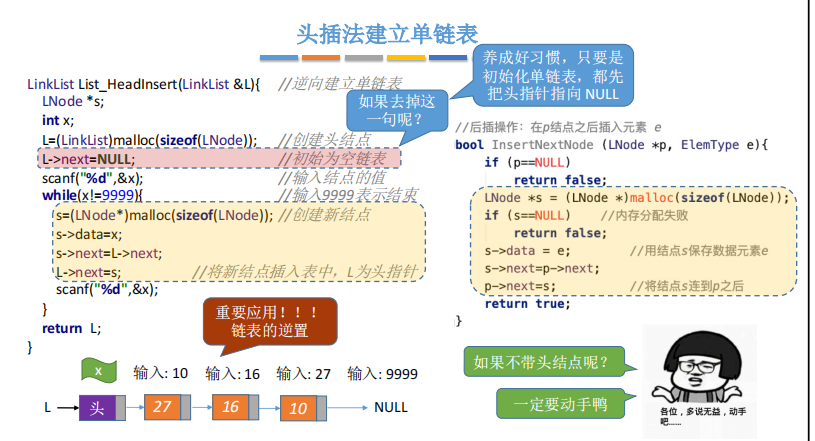 头插法建立单链表
养成好习惯，只要是
初始化单链表，都先
把头指针指向 NULL
如果去掉这
一句呢？
LinkList List_HeadInsert(LinkList &L){ //逆向建立单链表
LNode *s;
int x;
L=(LinkList)malloc(sizeof(LNode)); //创建头结点
L->next=NULL; //初始为空链表
scanf("%d",&x); //输入结点的值
while(x!=9999){ //输入9999表示结束
s=(LNode*)malloc(sizeof(LNode)); //创建新结点
s->data=x;
s->next=L->next;
L->next=s; //将新结点插入表中，L为头指针
scanf("%d",&x);
}
return L;
}
//后插操作：在p结点之后插入元素 e
bool InsertNextNode (LNode *p, ElemType e){
if (p==NULL)
return false;
LNode *s = (LNode *)malloc(sizeof(LNode));
if (s==NULL) //内存分配失败
return false;
s->data = e; //用结点s保存数据元素e
s->next=p->next;
p->next=s; //将结点s连到p之后
return true;
}
重要应用！！！
链表的逆置
x
输入: 10 输入: 16 输入: 27 输入: 9999
L 头 27 16 10 NULL
如果不带头结点呢？
一定要动手鸭
各位，多说无益，动手
吧......